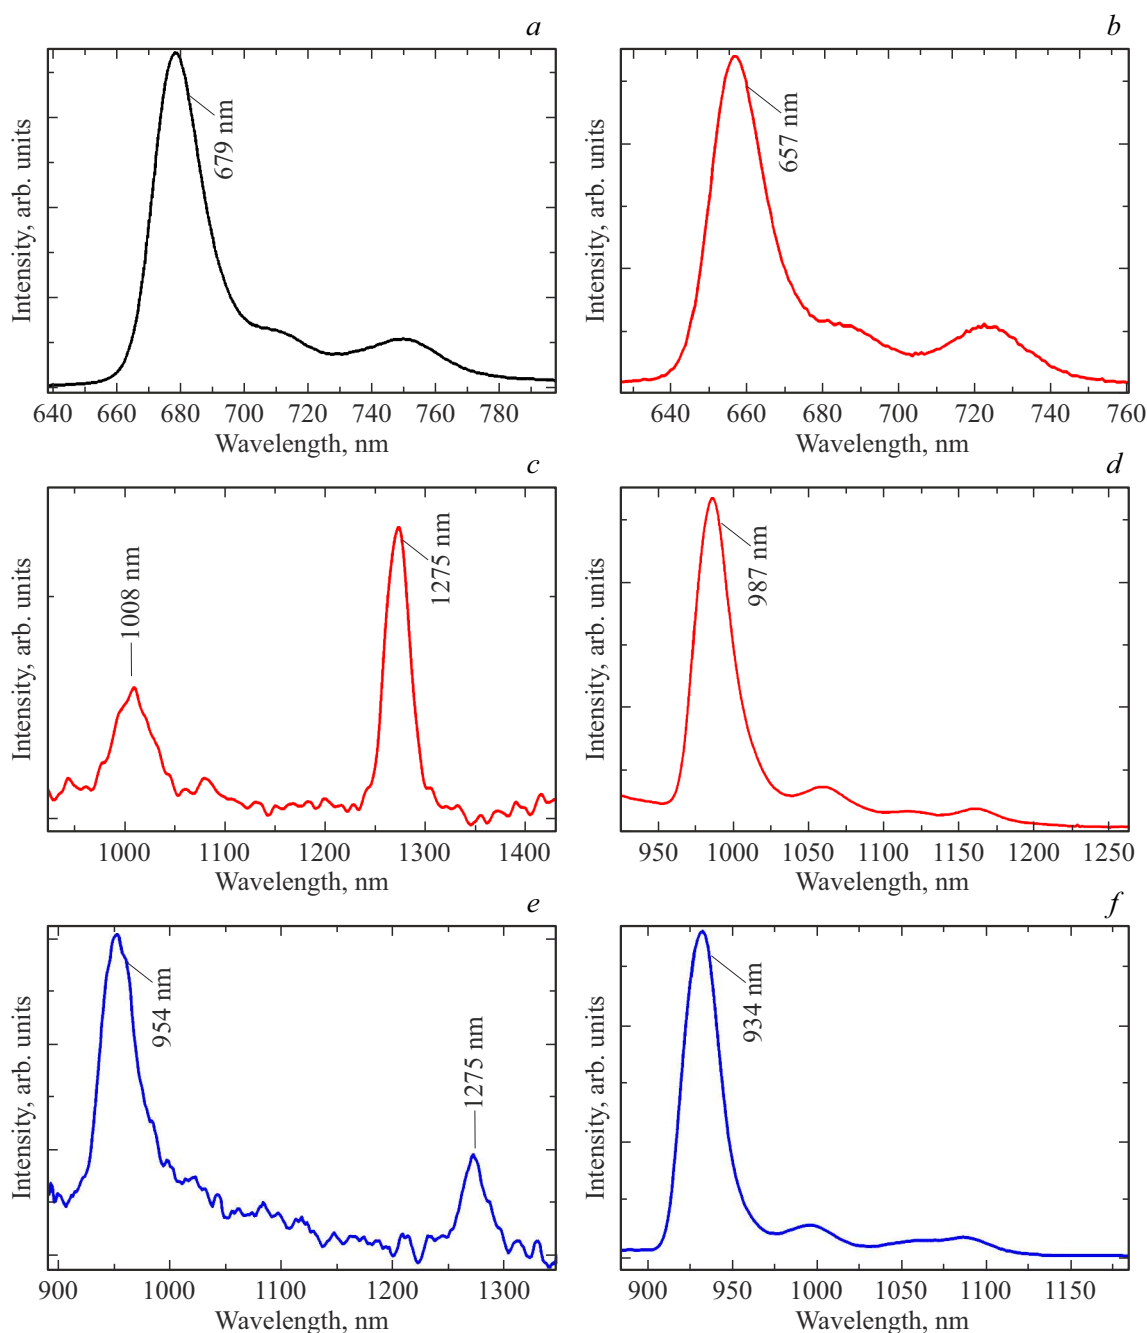 a
Intensity, arb. units
679 nm
640 660 680 700 720 740 760 780
Wavelength, nm
b
Intensity, arb. units
657 nm
640 660 680 700 720 740 760
Wavelength, nm
c
Intensity, arb. units
1008 nm
1275 nm
1000 1100 1200 1300 1400
Wavelength, nm
d
Intensity, arb. units
987 nm
950 1000 1050 1100 1150 1200 1250
Wavelength, nm
e
Intensity, arb. units
954 nm
1275 nm
900 1000 1100 1200 1300
Wavelength, nm
f
Intensity, arb. units
934 nm
900 950 1000 1050 1100 1150
Wavelength, nm